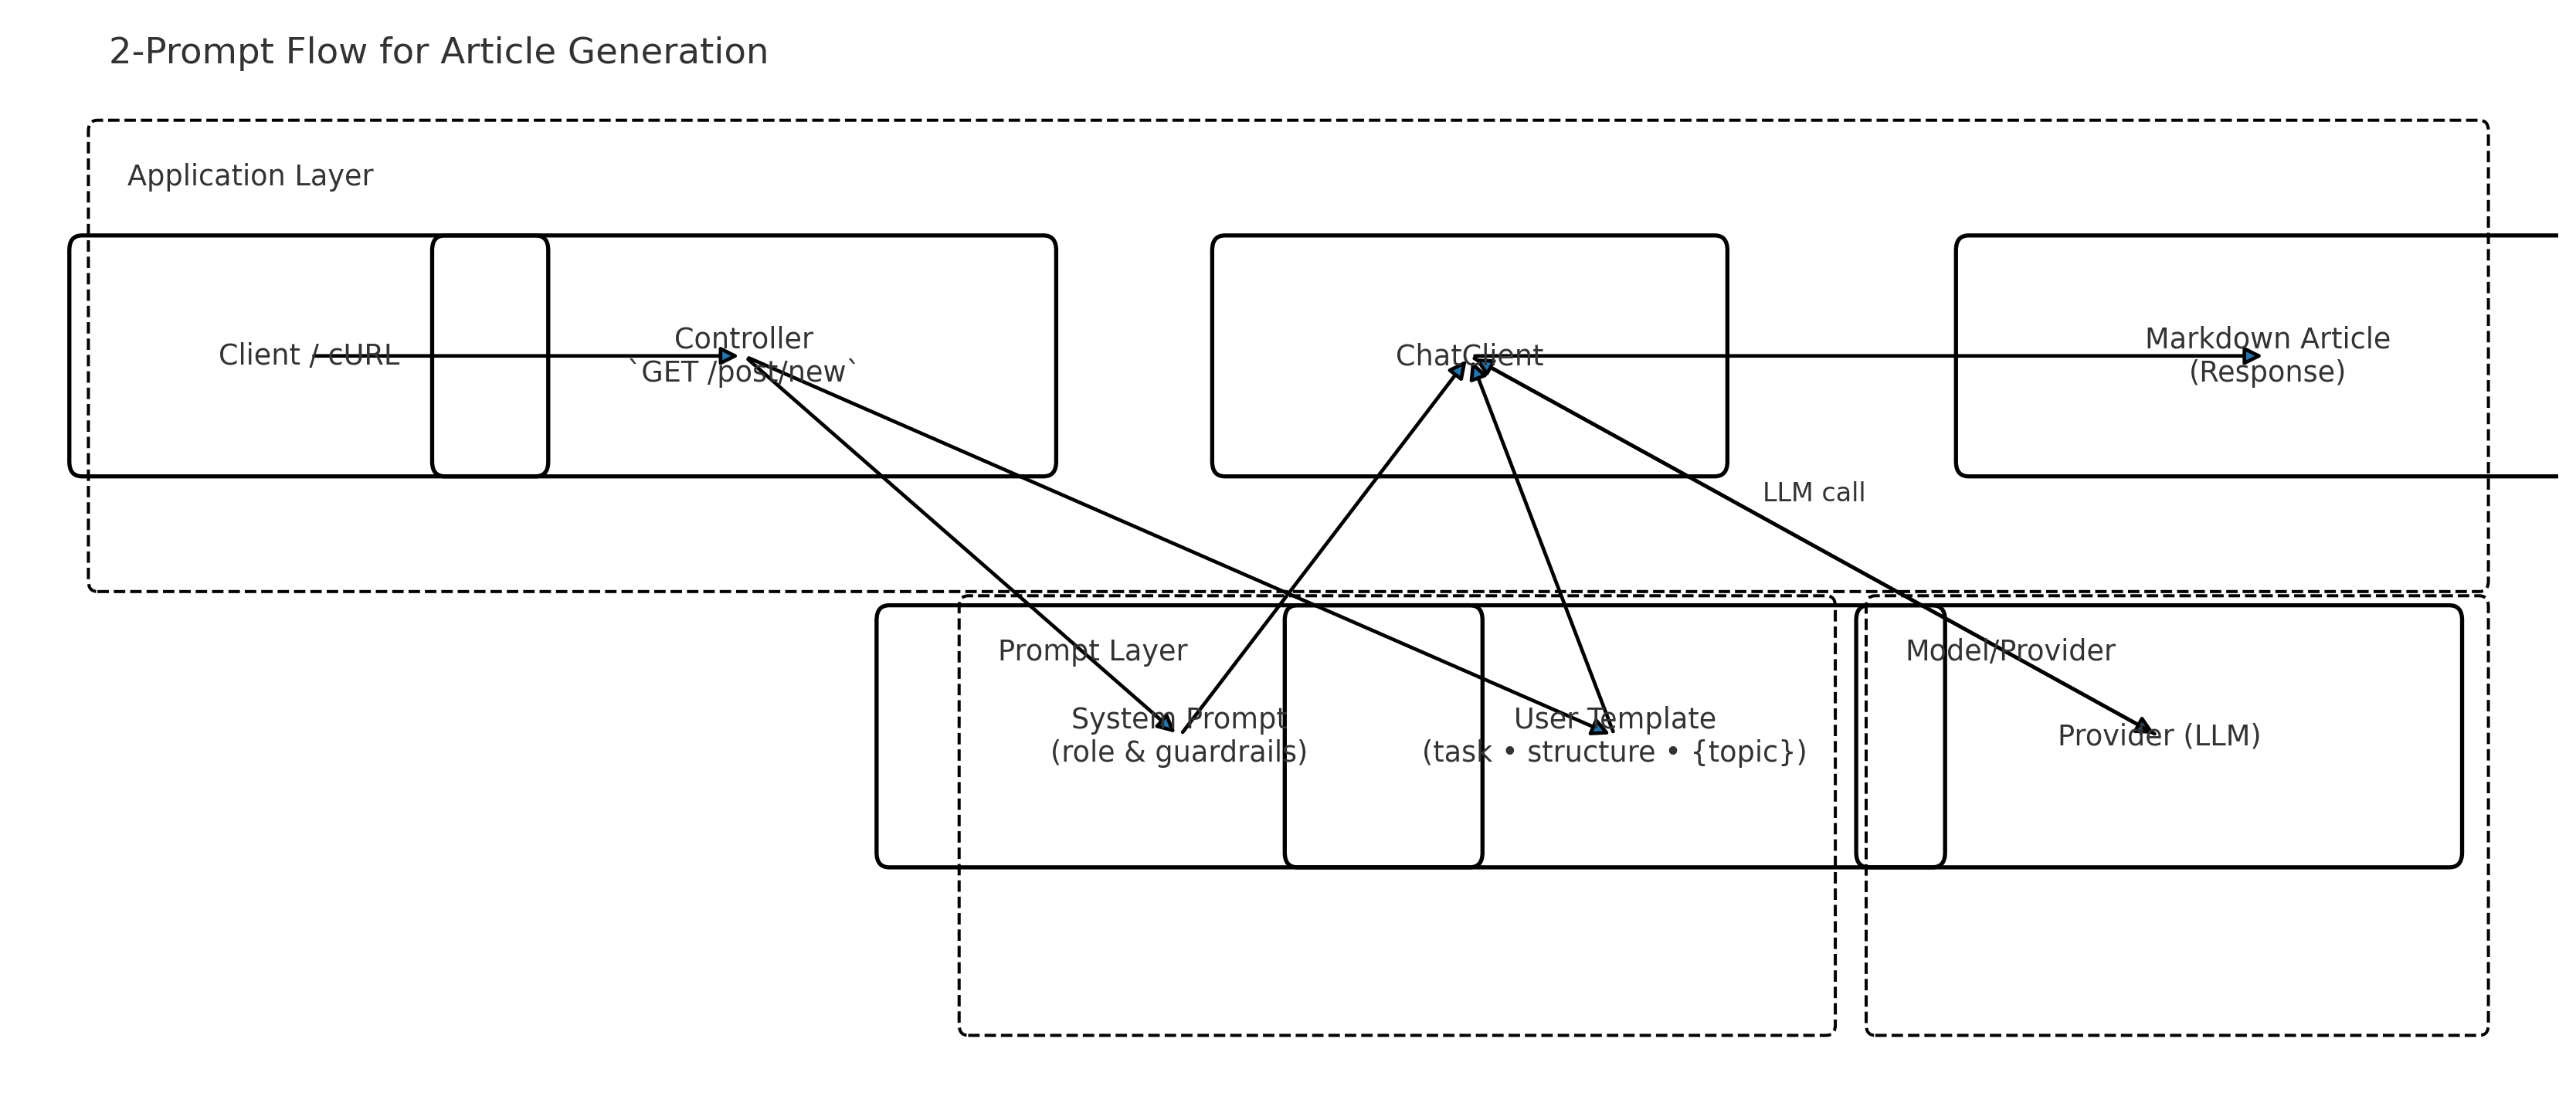 2-Prompt Flow for Article Generation
Application Layer
Client / cURL
Controller
`GET /post/new`
ChatClient
Markdown Article
(Response)
LLM call
Prompt Layer
Model/Provider
System Prompt
(role & guardrails)
User Template
(task • structure • {topic})
Provider (LLM)